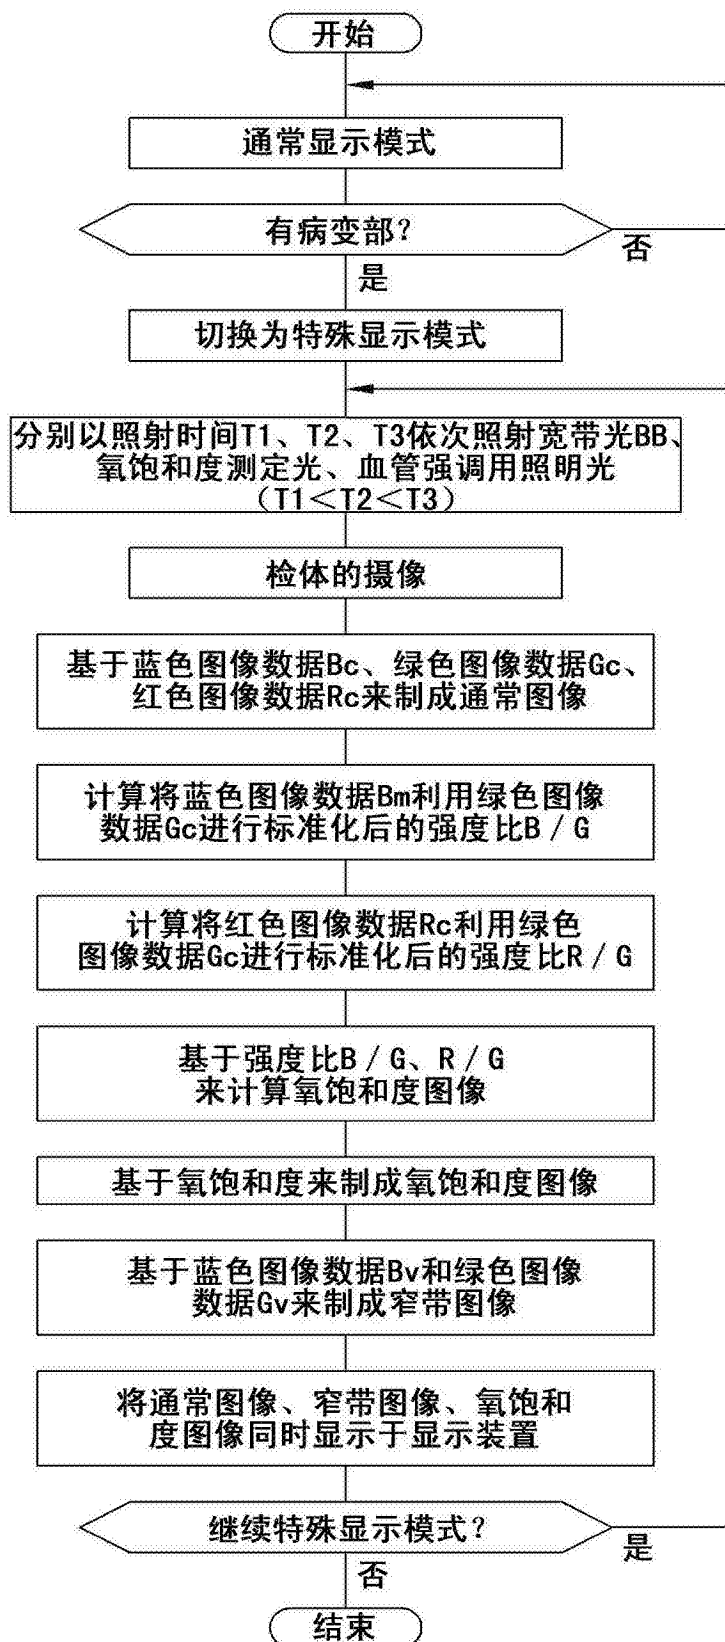 开始
通常显示模式
有病变部？
否
是
切换为特殊显示模式
分别以照射时间T1、T2、T3依次照射宽带光BB、
氧饱和度测定光、血管强调用照明光
（T1＜T2＜T3）
检体的摄像
基于蓝色图像数据Bc、绿色图像数据Gc、
红色图像数据Rc来制成通常图像
计算将蓝色图像数据Bm利用绿色图像
数据Gc进行标准化后的强度比B／G
计算将红色图像数据Rc利用绿色
图像数据Gc进行标准化后的强度比R／G
基于强度比B／G、R／G
来计算氧饱和度图像
基于氧饱和度来制成氧饱和度图像
基于蓝色图像数据Bv和绿色图像
数据Gv来制成窄带图像
将通常图像、窄带图像、氧饱和
度图像同时显示于显示装置
继续特殊显示模式？
是
否
结束